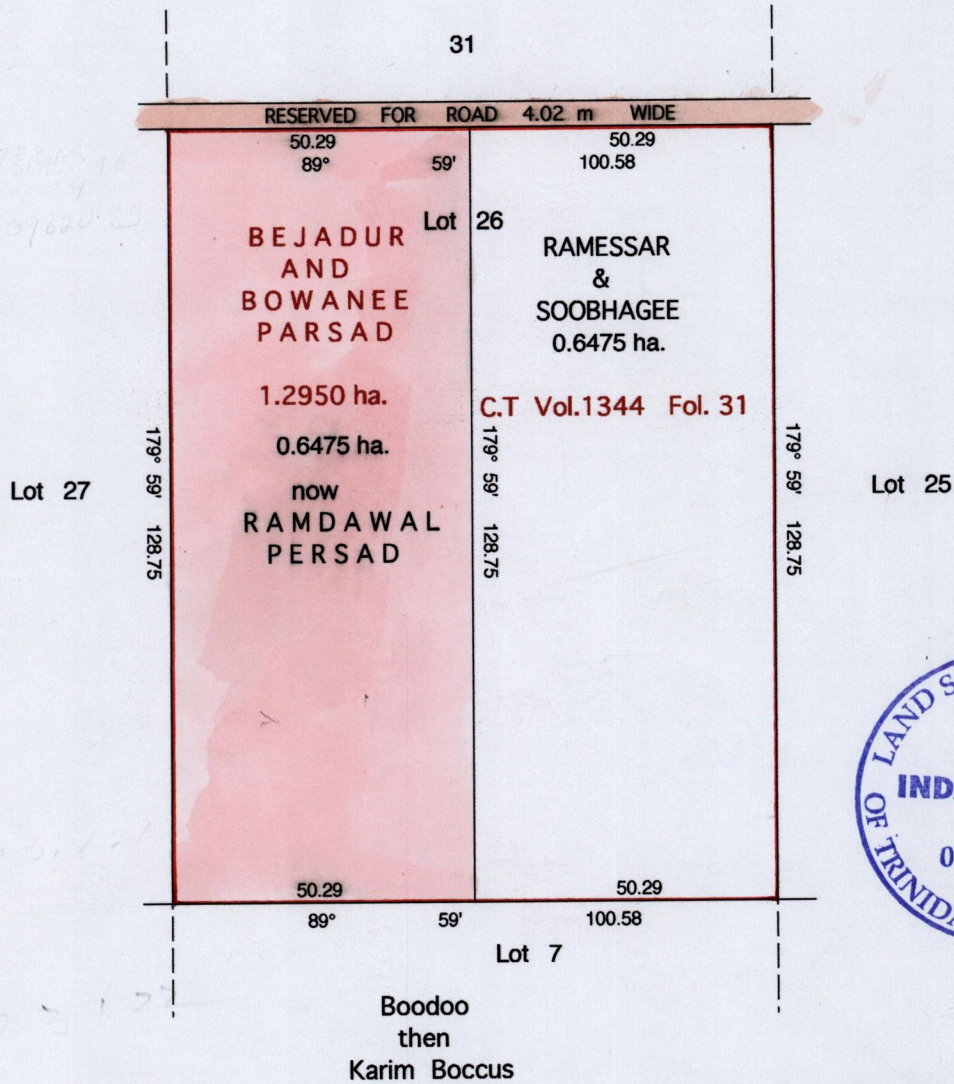 31
RESERVED FOR ROAD 4.02 m WIDE
50.29 50.29
89° 59' 100.58
Lot 26
BEJADUR
AND
BOWANEE
PARSAD
1.2950 ha.
0.6475 ha.
now
RAMDAWAL
PERSAD
RAMESSAR
&
SOOBHAGEE
0.6475 ha.
C.T Vol.1344 Fol. 31
Lot 27
179° 59' 128.75
179° 59' 128.75
179° 59' 128.75
Lot 25
50.29 50.29
89° 59' 100.58
Lot 7
Boodoo
then
Karim Boccus
LAND
OF